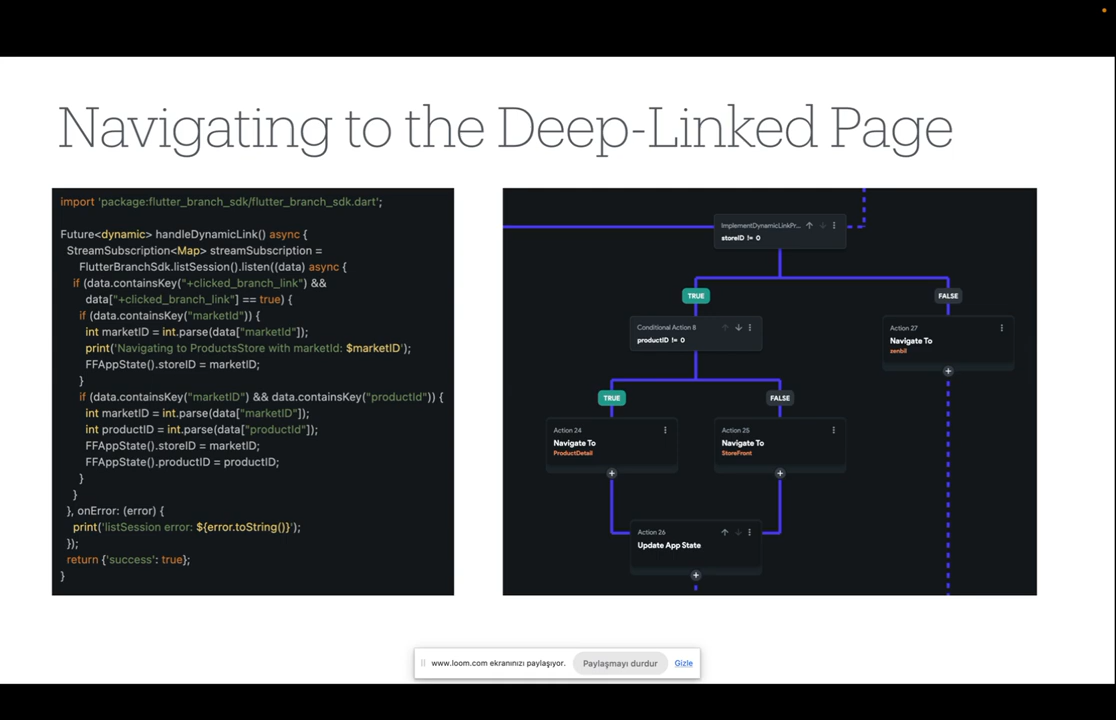 Navigating to the Deep-Linked Page
import 'package:flutter_branch_sdk/flutter_branch_sdk.dart';
Future<dynamic> handleDynamicLink() async {
StreamSubscription<Map> streamSubscription =
FlutterBranchSdk.listSession().listen((data) async {
if (data.containsKey("+clicked_branch_link") &&
data["+clicked_branch_link"] == true) {
if (data.containsKey("marketId")) {
int marketID = int.parse(data["marketId"]);
print('Navigating to ProductsStore with marketId: $marketID');
FFAppState().storeID = marketID;
}
if (data.containsKey("marketID") && data.containsKey("productId")) {
int marketID = int.parse(data["marketID"]);
int productID = int.parse(data["productId"]);
FFAppState().storeID = marketID;
FFAppState().productID = productID;
}
}
}, onError: (error) {
print('listSession error: ${error.toString()}');
});
return {'success': true};
}
ImplementDynamicLinkPr...
storeID != 0
TRUE
FALSE
Conditional Action 8
productID != 0
Action 27
Navigate To
zenbil
TRUE
FALSE
Action 24
Navigate To
ProductDetail
Action 25
Navigate To
StoreFront
Action 26
Update App State
www.loom.com ekranınızı paylaşıyor.
Paylaşmayı durdur
Gizle